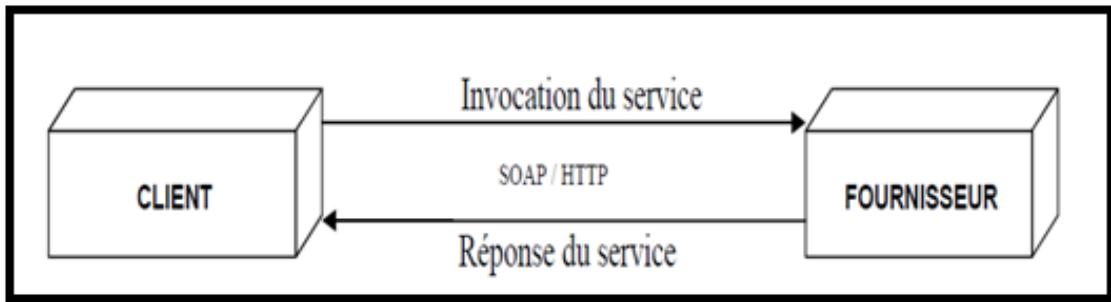 Invocation du service
CLIENT
SOAP / HTTP
FOURNISSEUR
Réponse du service